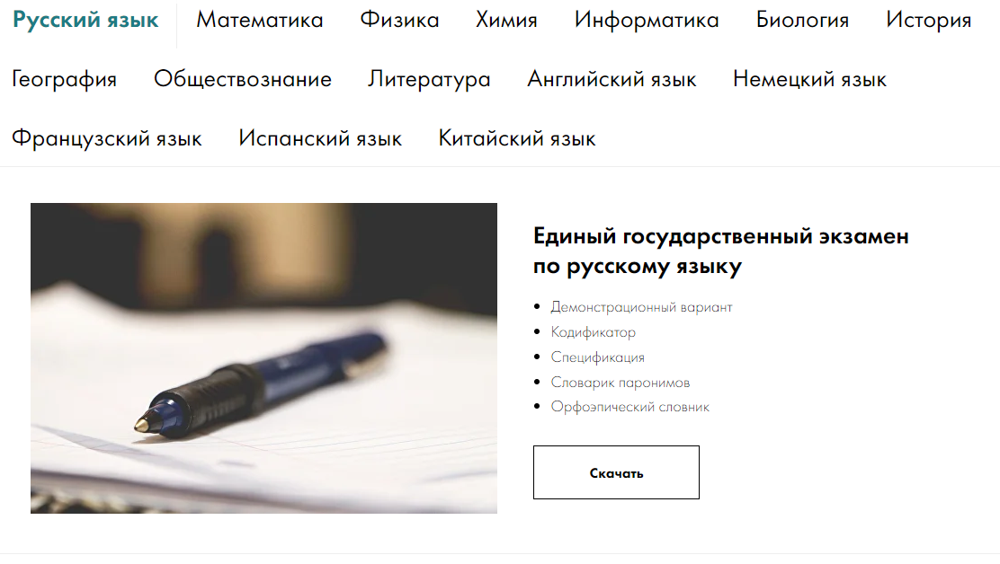 Русский язык Математика Физика Химия Информатика Биология История
География Обществознание Литература Английский язык Немецкий язык
Французский язык Испанский язык Китайский язык
Единый государственный экзамен
по русскому языку
Демонстрационный вариант
Кодификатор
Спецификация
Словарик паронимов
Орфоэпический словник
Скачать